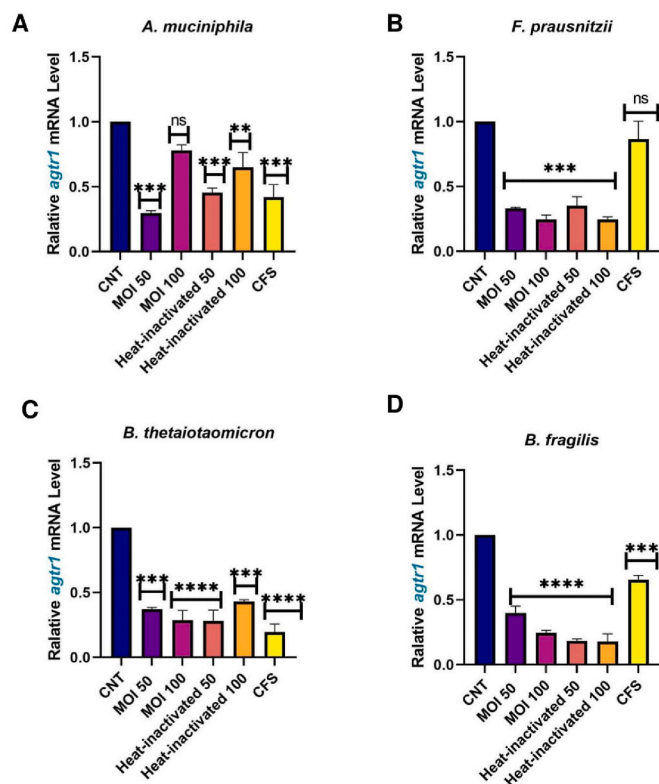 A
A. muciniphila
Ralative agtr1 mRNA Level
1.5
1.0
0.5
0.0
***
ns
***
**
***
CNT
MOI 50
MOI 100
Heat-inactivated 50
Heat-inactivated 100
CFS
B
F. prausnitzii
Ralative agtr1 mRNA Level
1.5
1.0
0.5
0.0
***
ns
CNT
MOI 50
MOI 100
Heat-inactivated 50
Heat-inactivated 100
CFS
C
B. thetaiotaomicron
Ralative agtr1 mRNA Level
1.5
1.0
0.5
0.0
***
****
***
****
CNT
MOI 50
MOI 100
Heat-inactivated 50
Heat-inactivated 100
CFS
D
B. fragilis
Ralative agtr1 mRNA Level
1.5
1.0
0.5
0.0
****
***
CNT
MOI 50
MOI 100
Heat-inactivated 50
Heat-inactivated 100
CFS